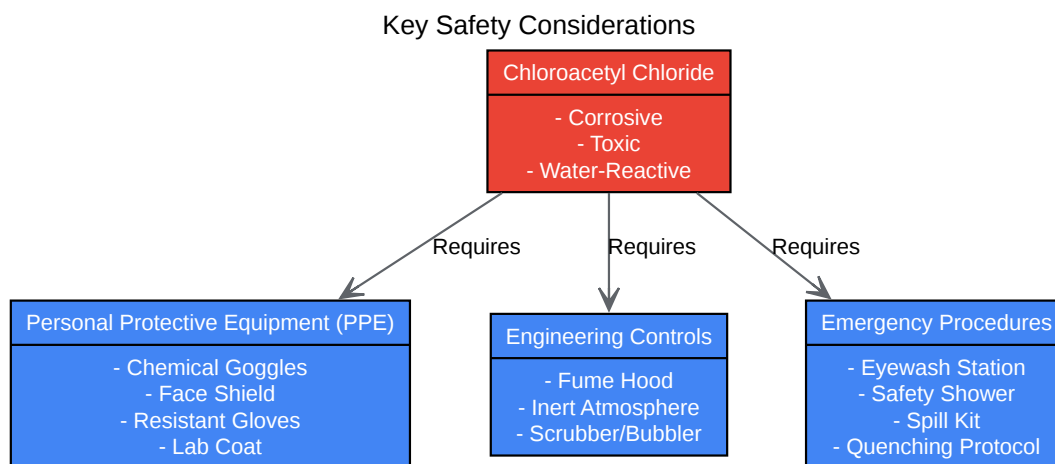 Key Safety Considerations
Chloroacetyl Chloride
- Corrosive
- Toxic
- Water-Reactive
Requires
Requires
Requires
Personal Protective Equipment (PPE)
- Chemical Goggles
- Face Shield
- Resistant Gloves
- Lab Coat
Engineering Controls
- Fume Hood
- Inert Atmosphere
- Scrubber/Bubbler
Emergency Procedures
- Eyewash Station
- Safety Shower
- Spill Kit
- Quenching Protocol